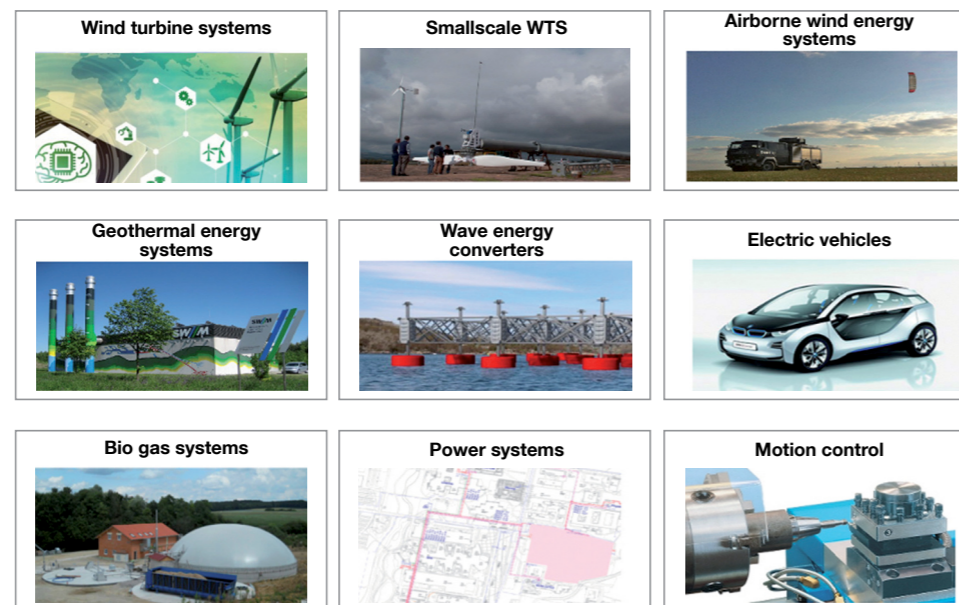 Wind turbine systems
Smallscale WTS
Airborne wind energy
systems
Geothermal energy
systems
SW//M
Wave energy
converters
Electric vehicles
Bio gas systems
Power systems
Motion control